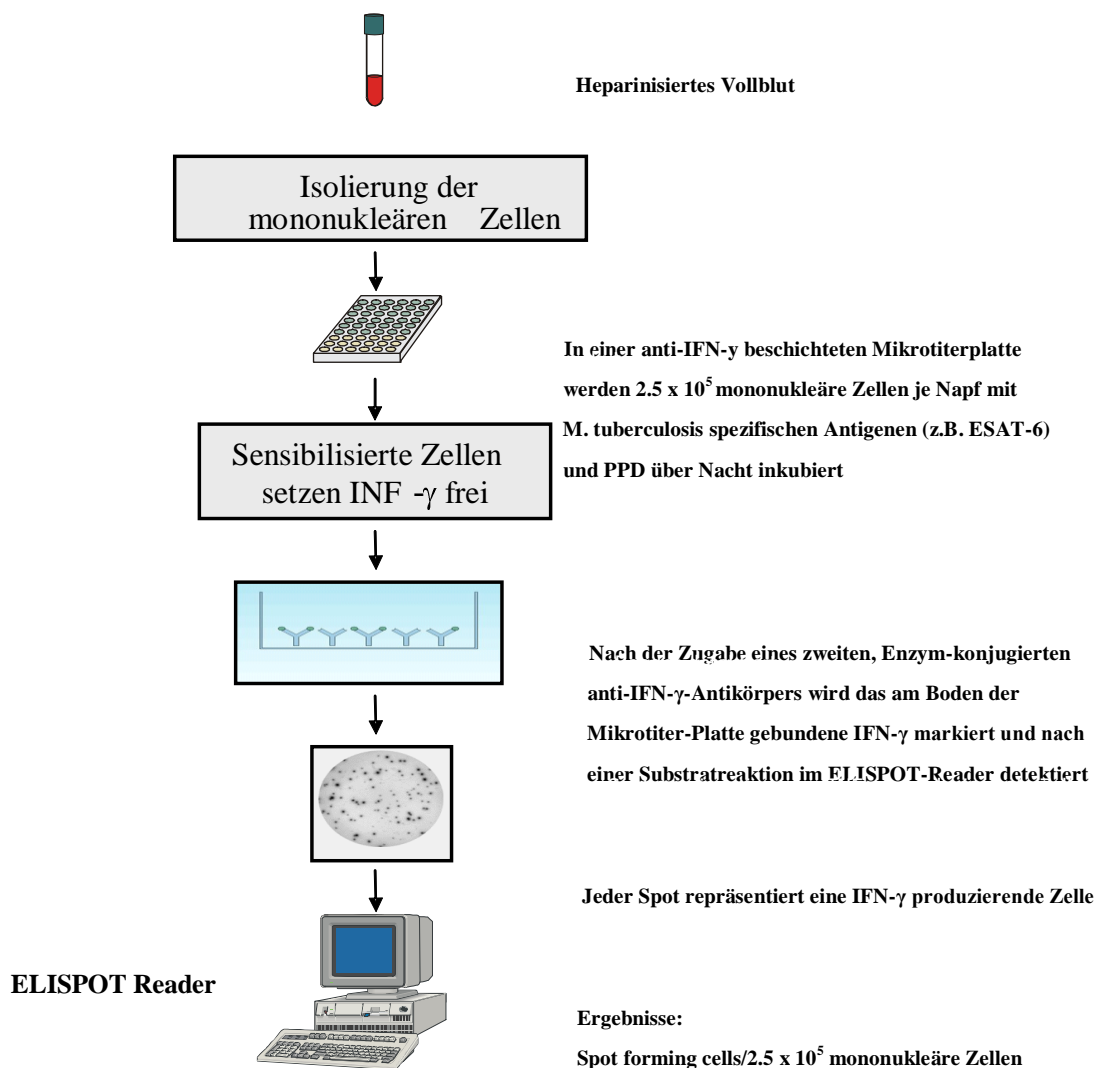 Heparinisiertes Vollblut
Isolierung der
mononukleären Zellen
In einer anti-IFN-y beschichteten Mikrotiterplatte
werden 2.5 x 10⁵ mononukleäre Zellen je Napf mit
M. tuberculosis spezifischen Antigenen (z.B. ESAT-6)
und PPD über Nacht inkubiert
Sensibilisierte Zellen
setzen INF -γ frei
Nach der Zugabe eines zweiten, Enzym-konjugierten
anti-IFN-γ-Antikörpers wird das am Boden der
Mikrotiter-Platte gebundene IFN-γ markiert und nach
einer Substratreaktion im ELISPOT-Reader detektiert
Jeder Spot repräsentiert eine IFN-γ produzierende Zelle
ELISPOT Reader
Ergebnisse:
Spot forming cells/2.5 x 10⁵ mononukleäre Zellen